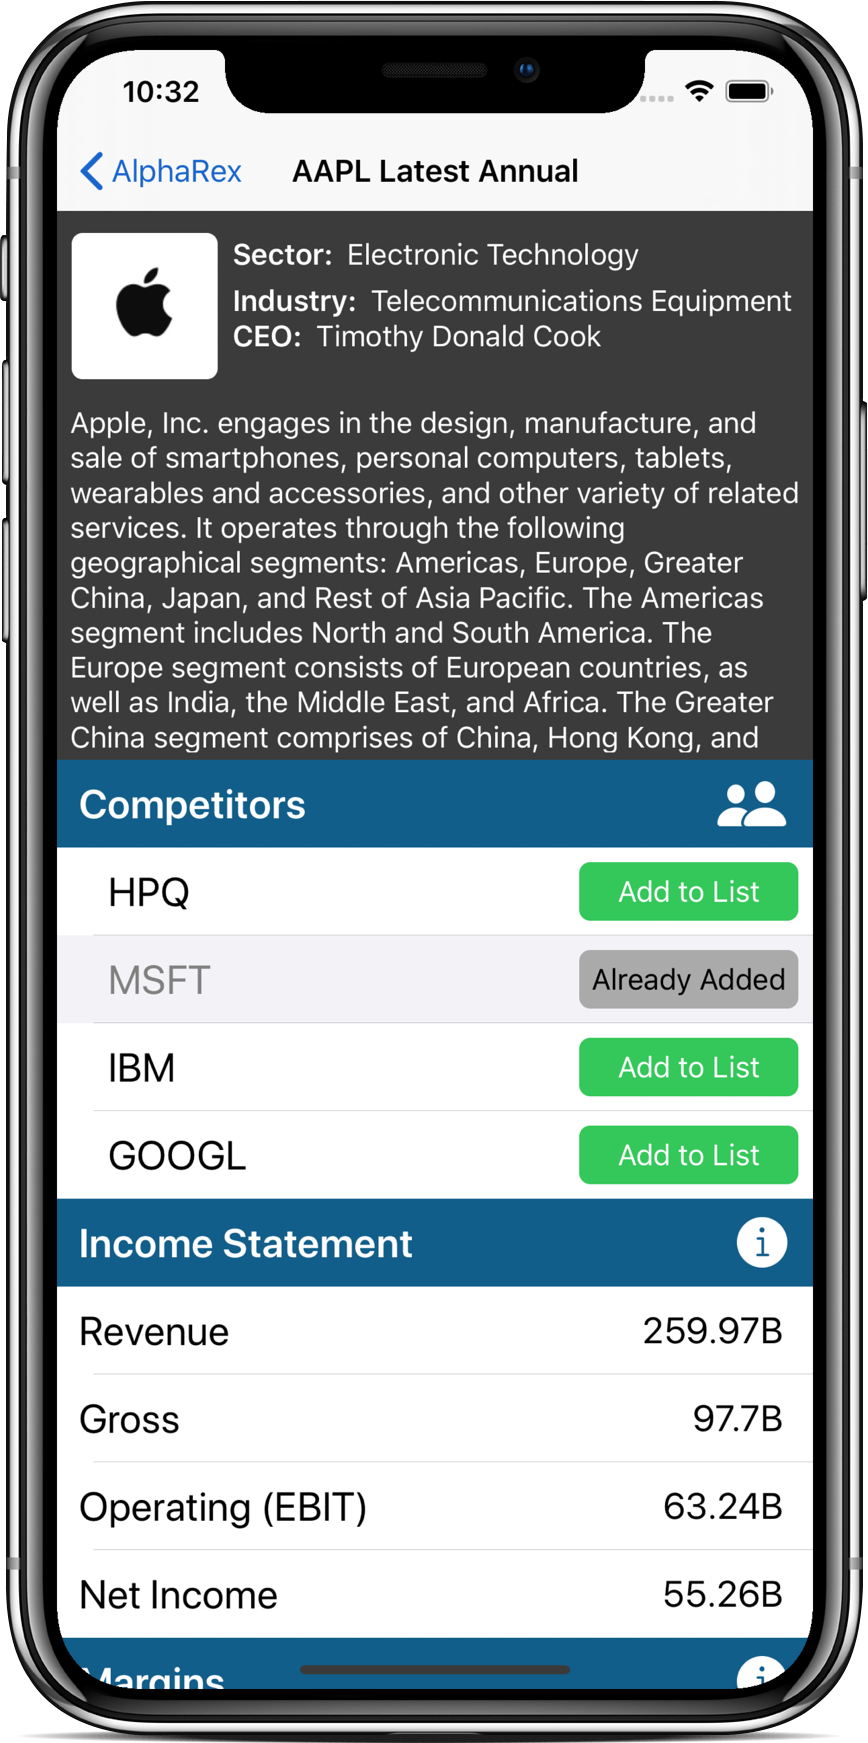 10:32
AlphaRex
AAPL Latest Annual
Sector: Electronic Technology
Industry: Telecommunications Equipment
CEO: Timothy Donald Cook
Apple, Inc. engages in the design, manufacture, and
sale of smartphones, personal computers, tablets,
wearables and accessories, and other variety of related
services. It operates through the following
geographical segments: Americas, Europe, Greater
China, Japan, and Rest of Asia Pacific. The Americas
segment includes North and South America. The
Europe segment consists of European countries, as
well as India, the Middle East, and Africa. The Greater
China segment comprises of China, Hong Kong, and
Competitors
HPQ Add to List
MSFT Already Added
IBM Add to List
GOOGL Add to List
Income Statement i
Revenue 259.97B
Gross 97.7B
Operating (EBIT) 63.24B
Net Income 55.26B
Margins i